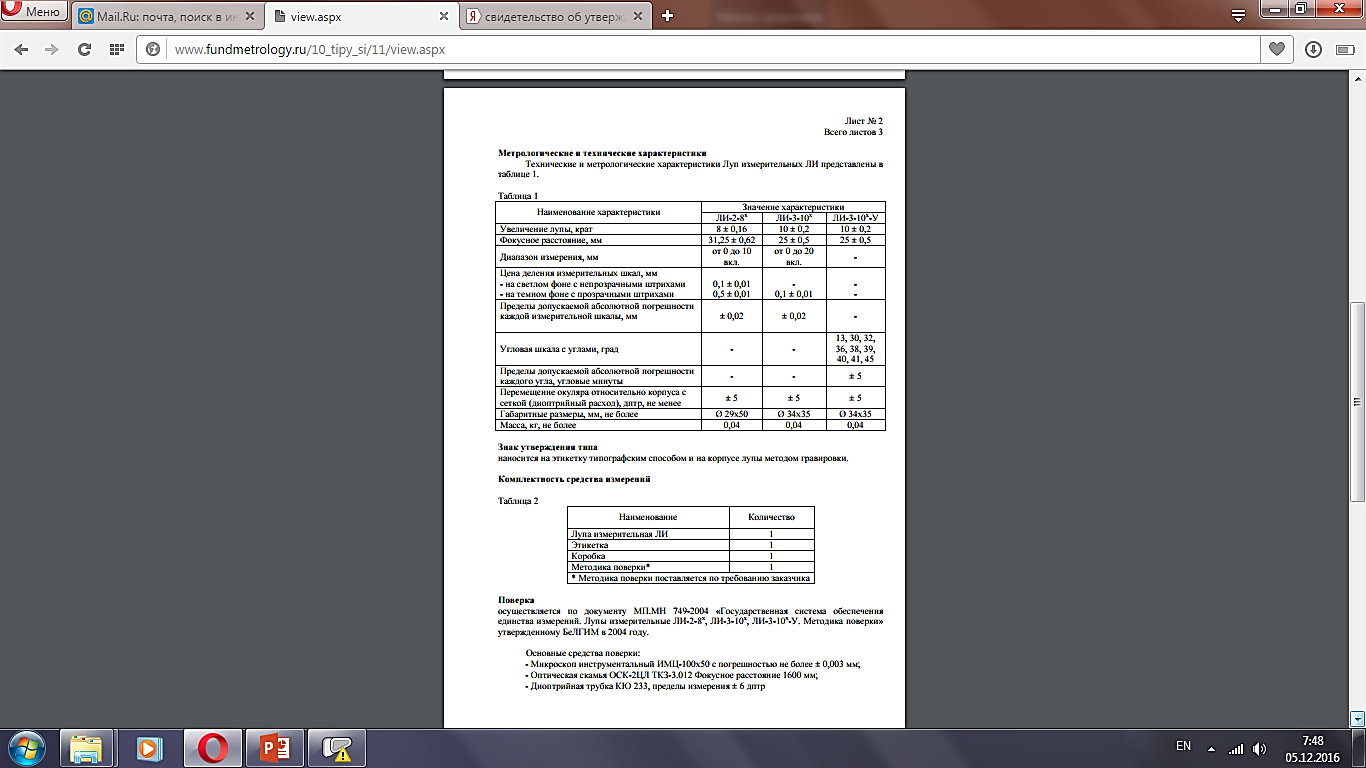 Меню
Mail.Ru: почта, поиск в ин
view.aspx
свидетельство об утверж
www.fundmetrology.ru/10_tipy_si/11/view.aspx
Лист № 2
Всего листов 3
Метрологические и технические характеристики
Технические и метрологические характеристики Луп измерительных ЛИ представлены в
таблице 1.
Таблица 1
Наименование характеристики
Значение характеристики
ЛИ-2-8х ЛИ-3-10х ЛИ-3-10х-У
Увеличение лупы, крат 8 ± 0,16 10 ± 0,2 10 ± 0,2
Фокусное расстояние, мм 31,25 ± 0,62 25 ± 0,5 25 ± 0,5
Диапазон измерения, мм от 0 до 10 вкл. от 0 до 20 вкл. -
Цена деления измерительных шкал, мм
- на светлом фоне с непрозрачными штрихами 0,1 ± 0,01 - -
- на темном фоне с прозрачными штрихами 0,5 ± 0,01 0,1 ± 0,01 -
Пределы допускаемой абсолютной погрешности
каждой измерительной шкалы, мм ± 0,02 ± 0,02 -
Угловая шкала с углами, град - - 13, 30, 32, 36, 38, 39, 40, 41, 45
Пределы допускаемой абсолютной погрешности
каждого угла, угловые минуты - - ± 5
Перемещение окуляра относительно корпуса с
сеткой (диоптрийный расход), дптр, не менее ± 5 ± 5 ± 5
Габаритные размеры, мм, не более Ø 29х50 Ø 34х35 Ø 34х35
Масса, кг, не более 0,04 0,04 0,04
Знак утверждения типа
наносится на этикетку типографским способом и на корпусе лупы методом гравировки.
Комплектность средства измерений
Таблица 2
Наименование Количество
Лупа измерительная ЛИ 1
Этикетка 1
Коробка 1
Методика поверки* 1
* Методика поверки поставляется по требованию заказчика
Поверка
осуществляется по документу МП.МН 749-2004 «Государственная система обеспечения
единства измерений. Лупы измерительные ЛИ-2-8х, ЛИ-3-10х, ЛИ-3-10х-У. Методика поверки»
утвержденному БеЛГИМ в 2004 году.
Основные средства поверки:
- Микроскоп инструментальный ИМЦ-100х50 с погрешностью не более ± 0,003 мм;
- Оптическая скамья ОСК-2ЦЛ ТКЗ-3.012 Фокусное расстояние 1600 мм;
- Диоптрийная трубка КЮ 233, пределы измерения ± 6 дптр
EN
7:48
05.12.2016